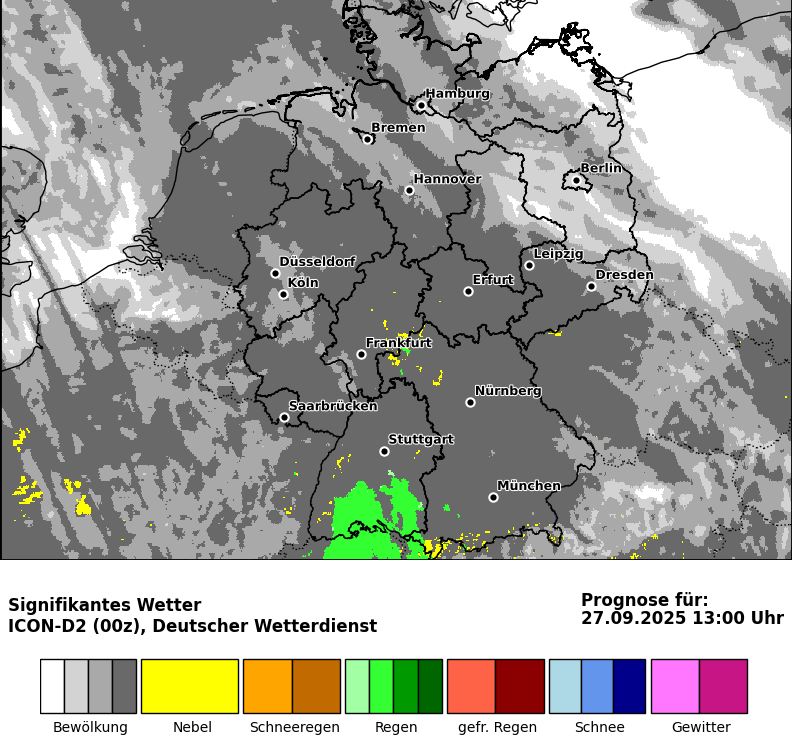 Hamburg
Bremen
Berlin
Hannover
Düsseldorf
Leipzig
Köln
Erfurt
Dresden
Frankfurt
Nürnberg
Saarbrücken
Stuttgart
München
Signifikantes Wetter
ICON-D2 (00z), Deutscher Wetterdienst
Prognose für:
27.09.2025 13:00 Uhr
Bewölkung
Nebel
Schneeregen
Regen
gefr. Regen
Schnee
Gewitter